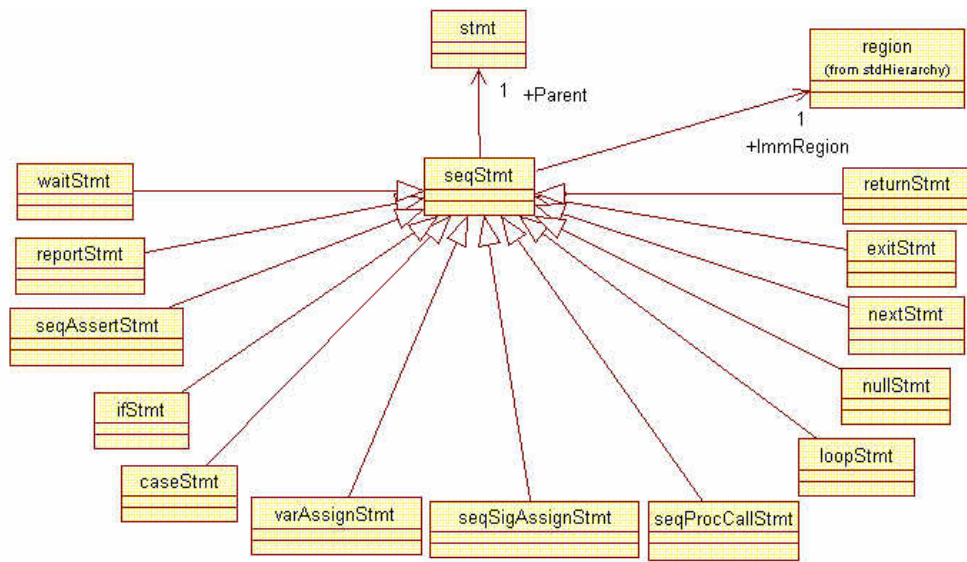 stmt
region
(from stdHierarchy)
1
+Parent
1
+ImmRegion
seqStmt
waitStmt
returnStmt
reportStmt
exitStmt
seqAssertStmt
nextStmt
ifStmt
nullStmt
caseStmt
loopStmt
varAssignStmt
seqSigAssignStmt
seqProcCallStmt